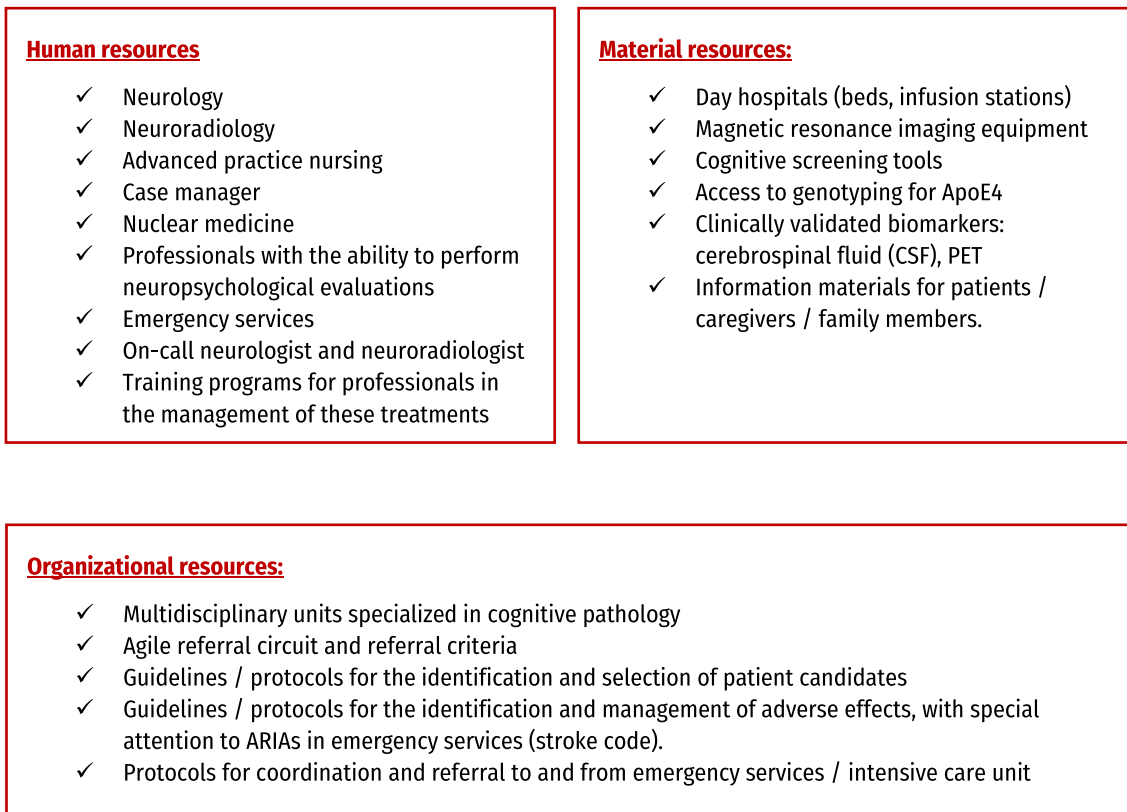 Human resources
✓ Neurology
✓ Neuroradiology
✓ Advanced practice nursing
✓ Case manager
✓ Nuclear medicine
✓ Professionals with the ability to perform
neuropsychological evaluations
✓ Emergency services
✓ On-call neurologist and neuroradiologist
✓ Training programs for professionals in
the management of these treatments
Material resources:
✓ Day hospitals (beds, infusion stations)
✓ Magnetic resonance imaging equipment
✓ Cognitive screening tools
✓ Access to genotyping for ApoE4
✓ Clinically validated biomarkers:
cerebrospinal fluid (CSF), PET
✓ Information materials for patients /
caregivers / family members.
Organizational resources:
✓ Multidisciplinary units specialized in cognitive pathology
✓ Agile referral circuit and referral criteria
✓ Guidelines / protocols for the identification and selection of patient candidates
✓ Guidelines / protocols for the identification and management of adverse effects, with special
attention to ARIAs in emergency services (stroke code).
✓ Protocols for coordination and referral to and from emergency services / intensive care unit